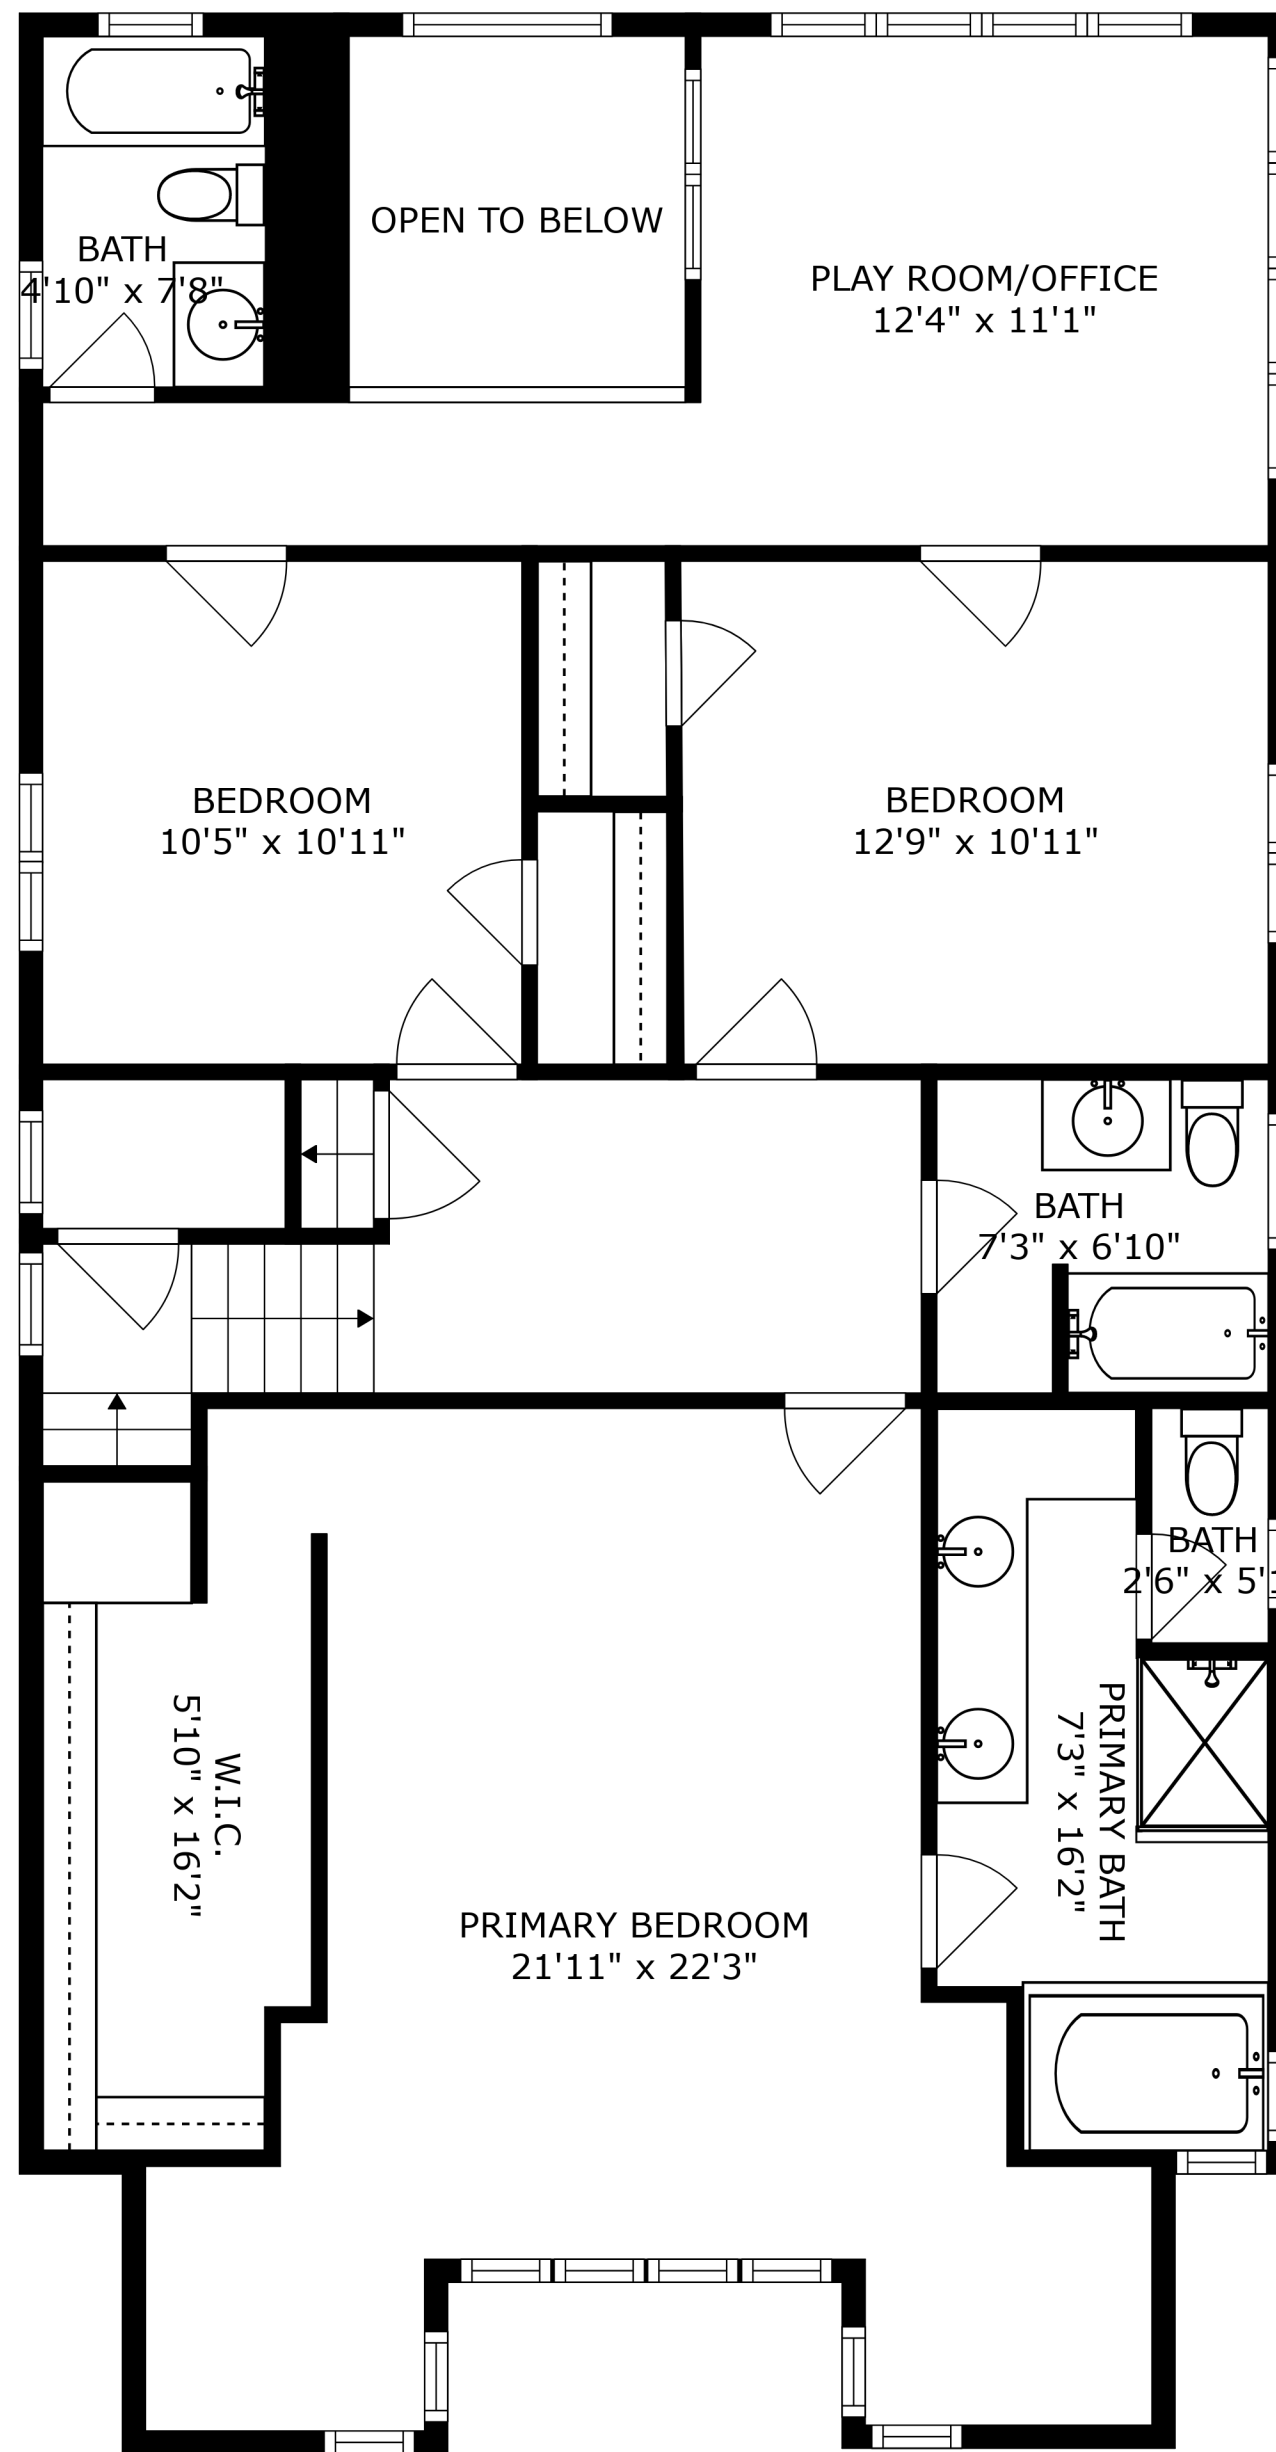 OPEN TO BELOW
BATH
4'10" x 7'8"
PLAY ROOM/OFFICE
12'4" x 11'1"
BEDROOM
10'5" x 10'11"
BEDROOM
12'9" x 10'11"
BATH
7'3" x 6'10"
BATH
2'6" x
W.I.C.
5'10" x 16'2"
PRIMARY BATH
7'3" x 16'2"
PRIMARY BEDROOM
21'11" x 22'3"